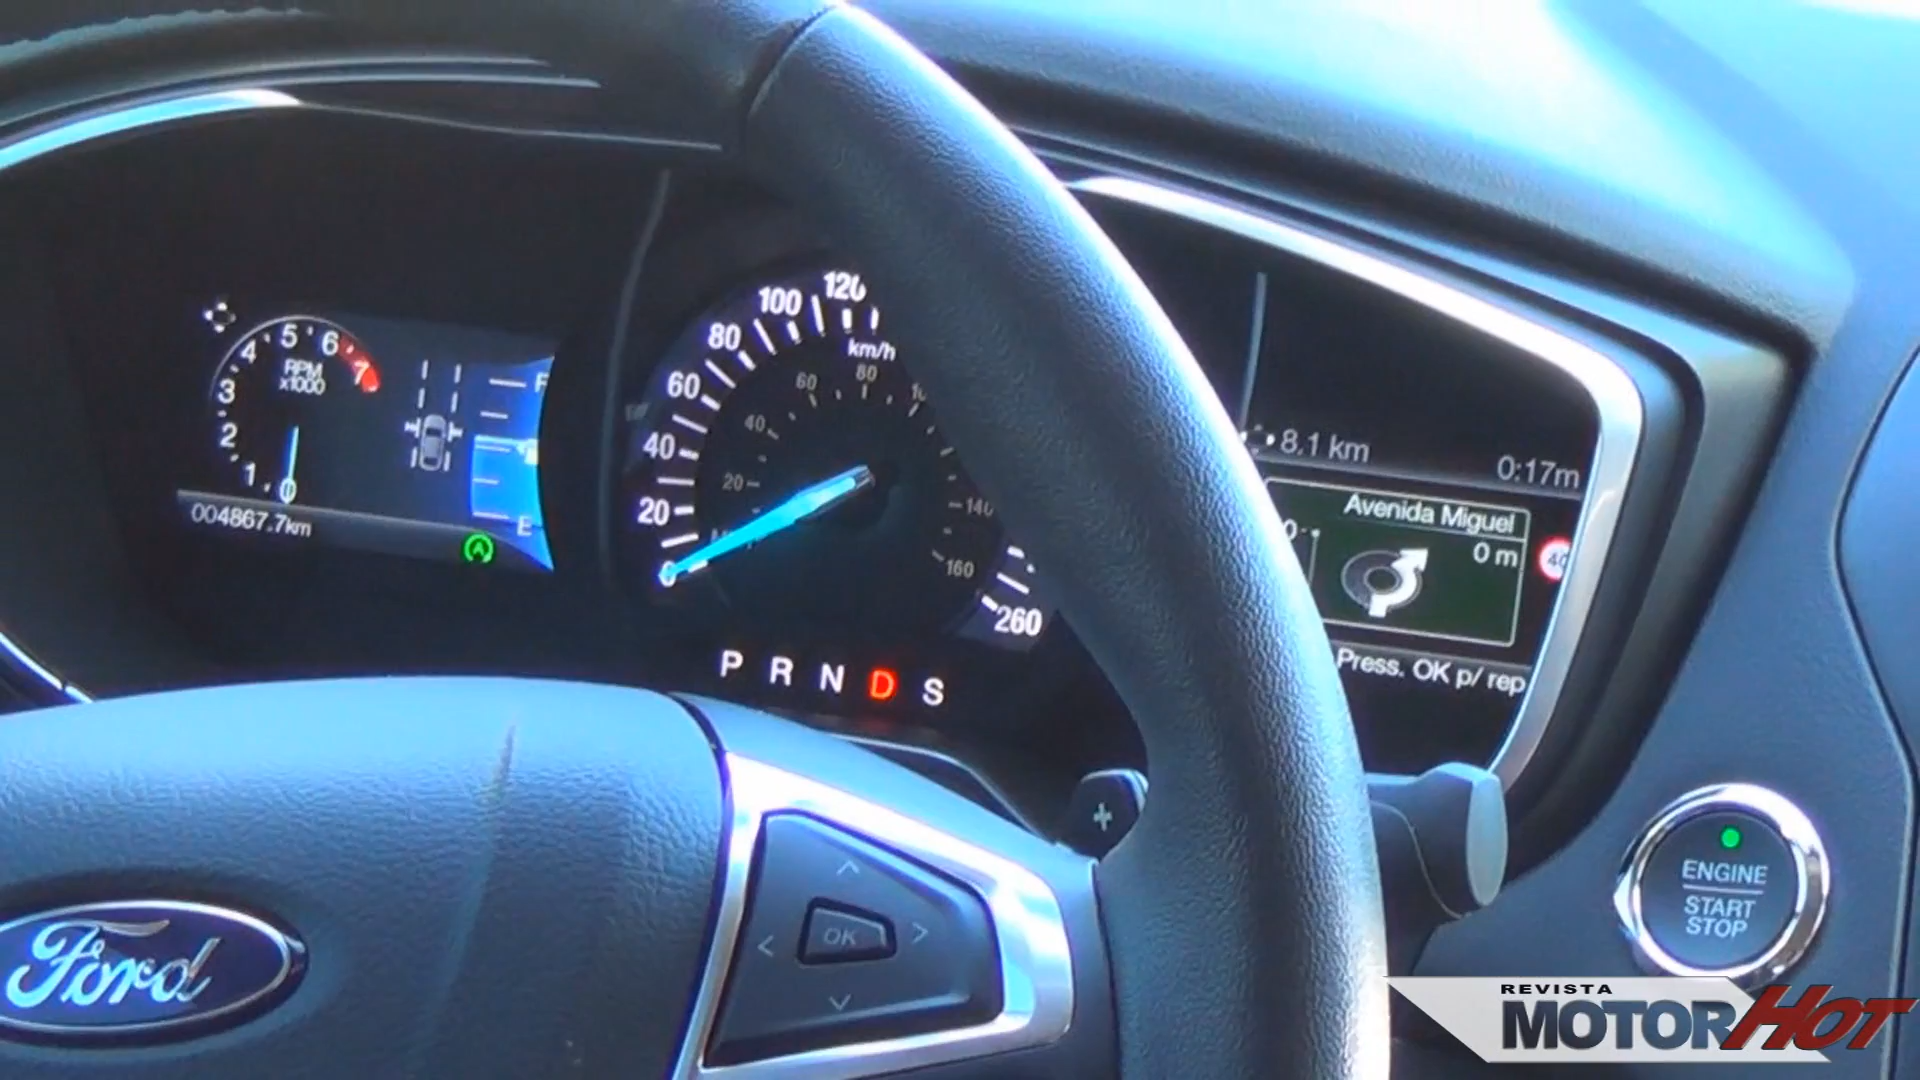 5
4
6
3
7
RPM
x1000
2
1
0
004867.7km
E
120
100
80
60
40
20
0
km/h
20
40
60
80
140
160
260
P R N D S
8.1 km
0:17m
Avenida Miguel
0 m
40
Press. OK p/ rep
+
OK
ENGINE
START
STOP
Ford
REVISTA
MOTORHOT